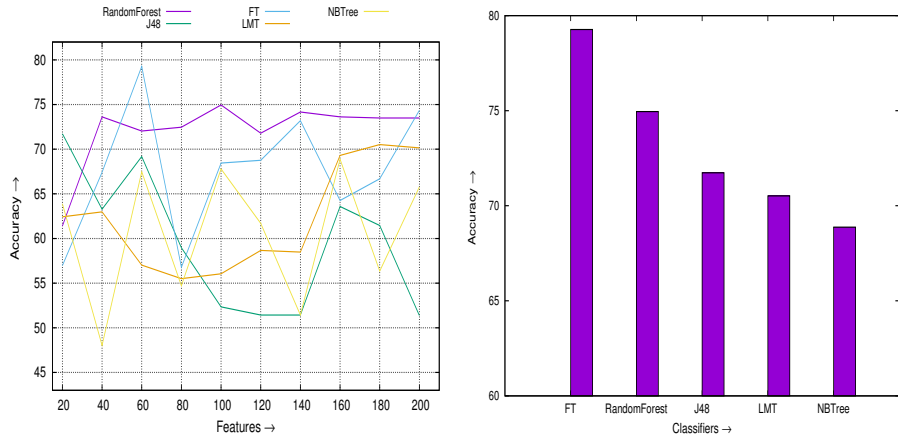 RandomForest
J48
FT
LMT
NBTree
80
75
70
65
60
55
50
45
Accuracy →
20 40 60 80 100 120 140 160 180 200
Features →
80
75
70
65
60
Accuracy →
FT RandomForest J48 LMT NBTree
Classifiers →